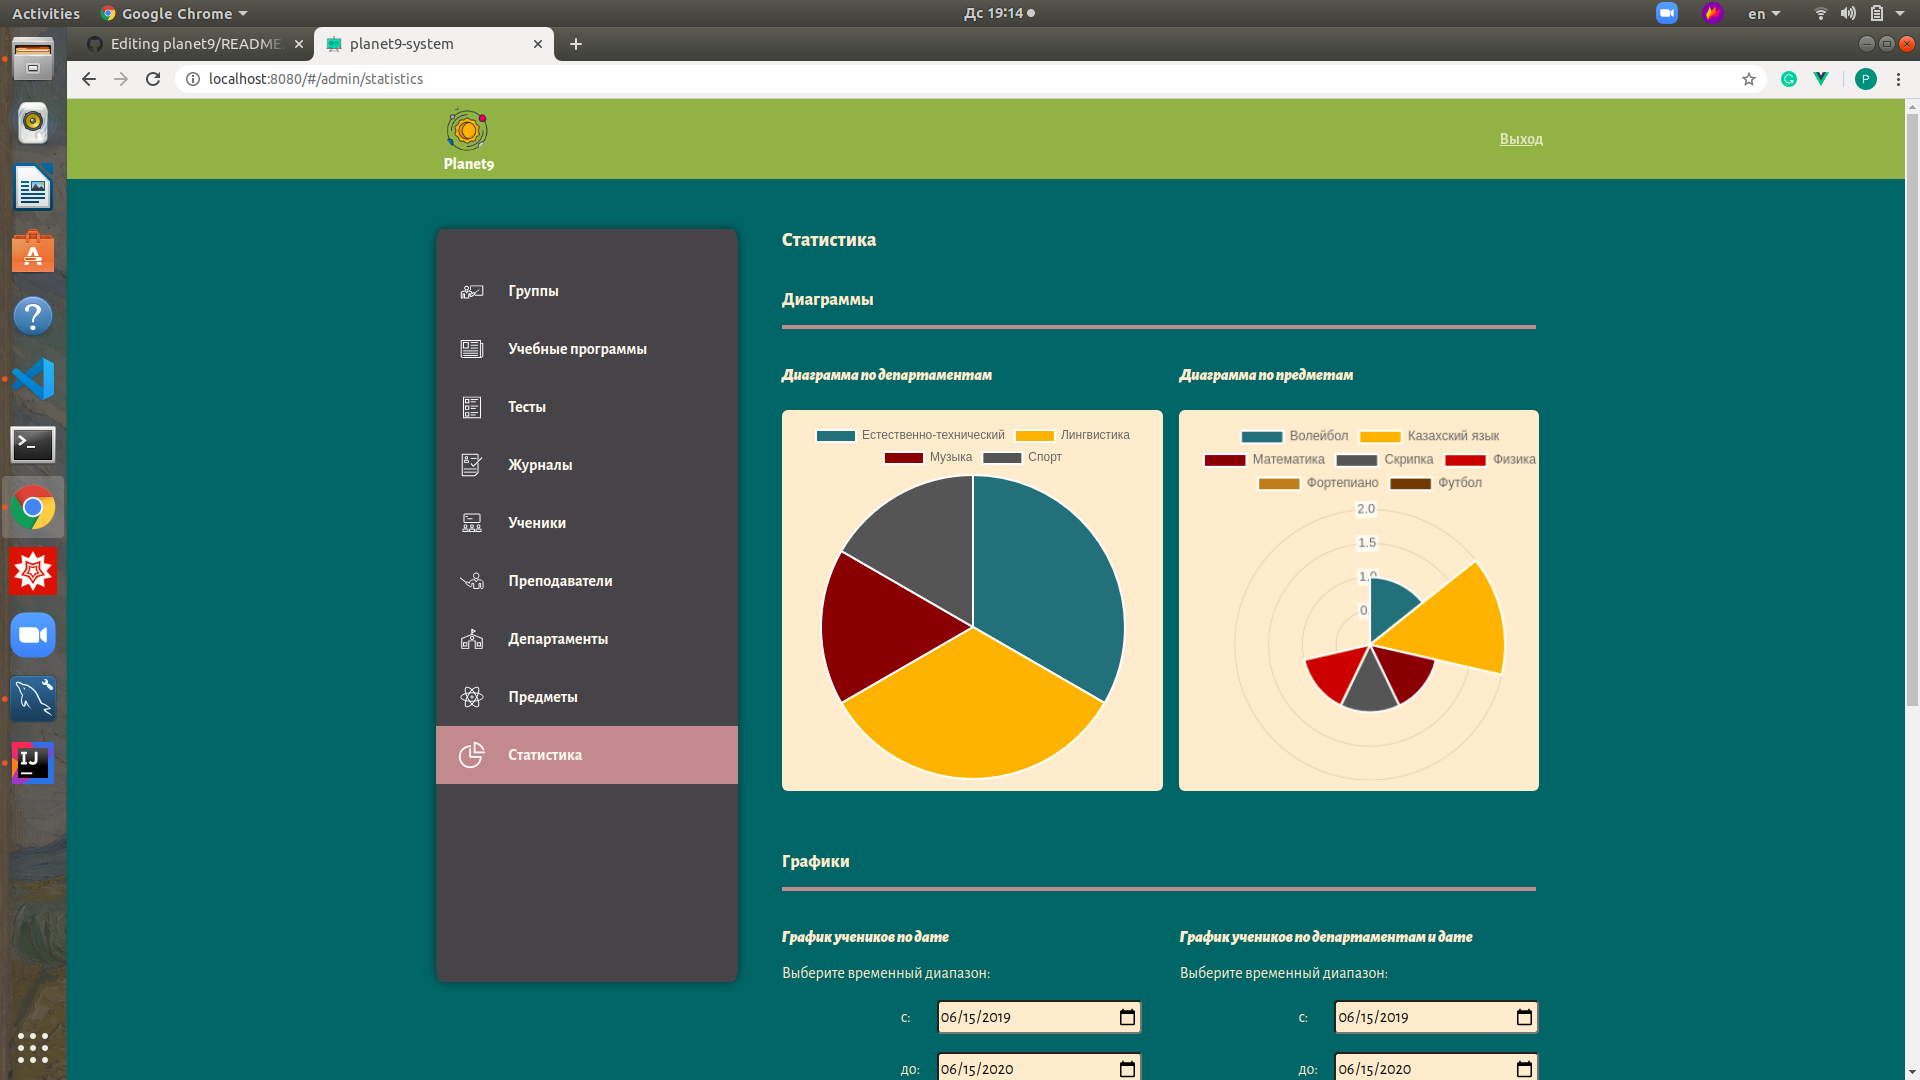 Activities
Google Chrome
Дс 19:14
en
Editing planet9/README.
planet9-system
localhost:8080/#/admin/statistics
P
Planet9
Выход
Группы
Учебные программы
Тесты
Журналы
Ученики
Преподаватели
Департаменты
Предметы
Статистика
Статистика
Диаграммы
Диаграмма по департаментам
Естественно-технический
Лингвистика
Музыка
Спорт
Диаграмма по предметам
Волейбол
Казахский язык
Математика
Скрипка
Физика
Фортепиано
Футбол
2.0
1.5
1.0
0
Графики
График учеников по дате
Выберите временный диапазон:
с:
06/15/2019
до:
06/15/2020
График учеников по департаментам и дате
Выберите временный диапазон:
с:
06/15/2019
до:
06/15/2020
IJ